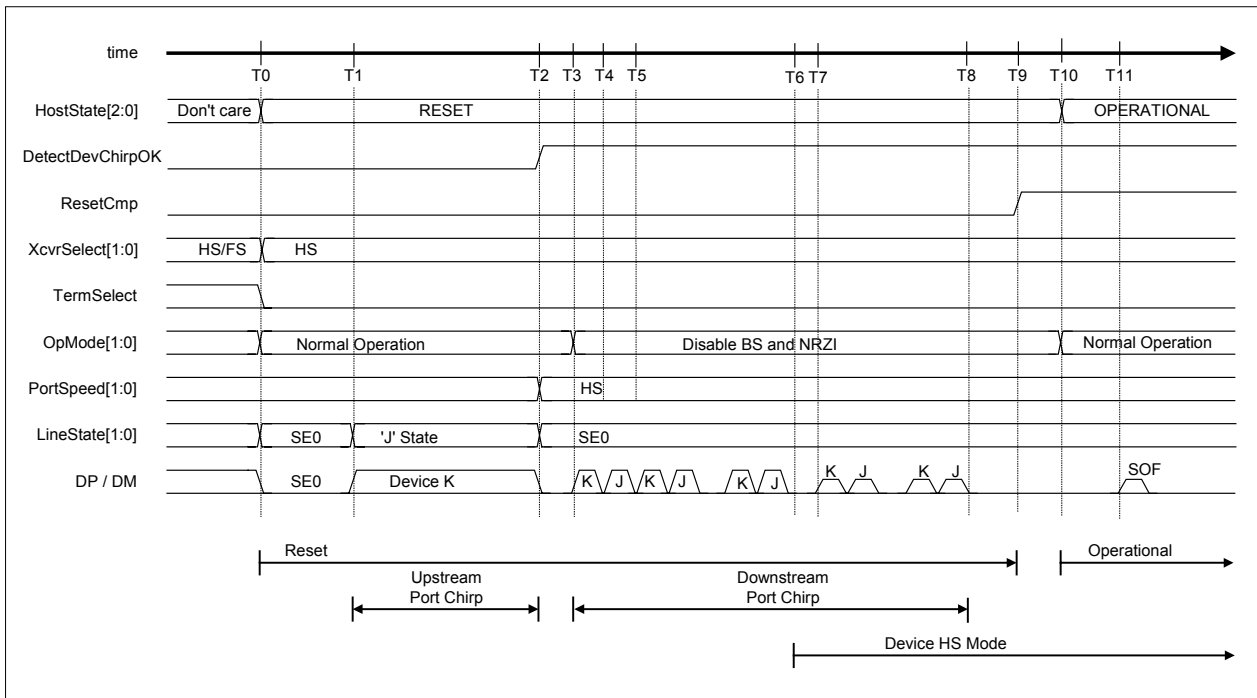 time
T0 T1 T2 T3 T4 T5 T6 T7 T8 T9 T10 T11
HostState[2:0] Don't care RESET OPERATIONAL
DetectDevChirpOK
ResetCmp
XcvrSelect[1:0] HS/FS HS
TermSelect
OpMode[1:0] Normal Operation Disable BS and NRZI Normal Operation
PortSpeed[1:0] HS
LineState[1:0] SE0 'J' State SE0
DP / DM SE0 Device K K J K J K J K J K J SOF
Reset Operational
Upstream Downstream
Port Chirp Port Chirp
Device HS Mode